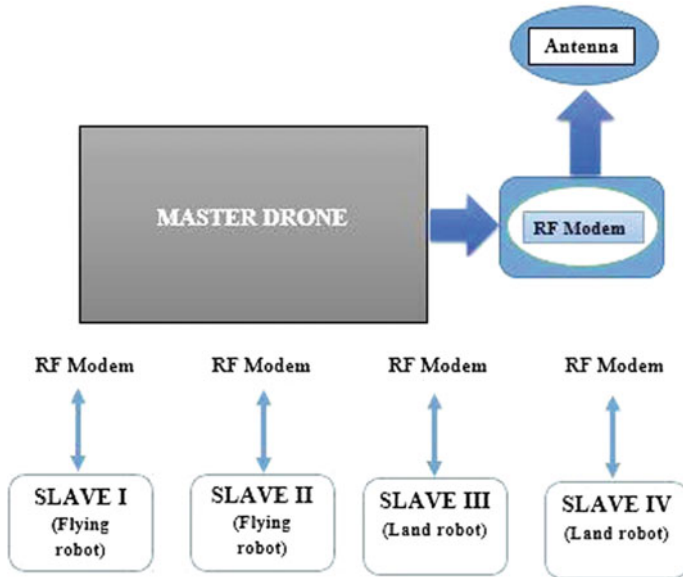 Antenna
MASTER DRONE
RF Modem
RF Modem
RF Modem
RF Modem
RF Modem
SLAVE I
(Flying
robot)
SLAVE II
(Flying
robot)
SLAVE III
(Land robot)
SLAVE IV
(Land robot)